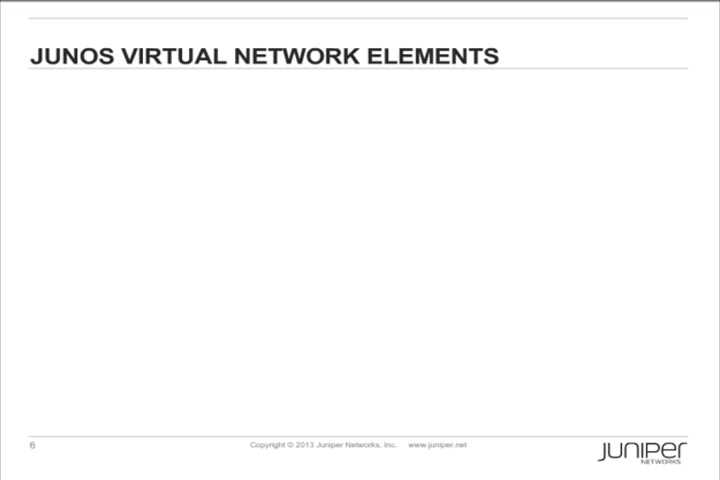 JUNOS VIRTUAL NETWORK ELEMENTS
6
Copyright © 2013 Juniper Networks, Inc. www.juniper.net
JUNIPER
NETWORKS